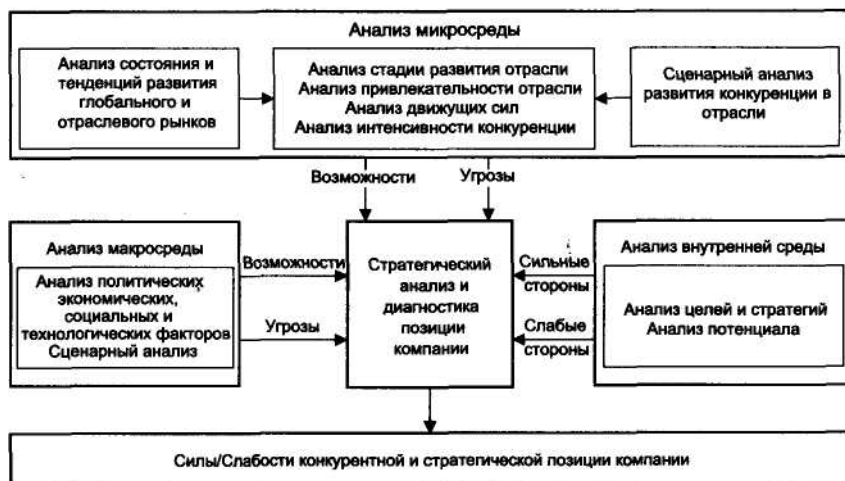 Анализ микросреды
Анализ состояния и
тенденций развития
глобального и
отраслевого рынков
Анализ стадии развития отрасли
Анализ привлекательности отрасли
Анализ движущих сил
Анализ интенсивности конкуренции
Сценарный анализ
развития конкуренции в
отрасли
Возможности
Угрозы
Анализ макросреды
Анализ политических
экономических,
социальных и
технологических факторов
Сценарный анализ
Возможности
Угрозы
Стратегический
анализ и
диагностика
позиции
компании
Сильные
стороны
Слабые
стороны
Анализ внутренней среды
Анализ целей и стратегий
Анализ потенциала
Силы/Слабости конкурентной и стратегической позиции компании